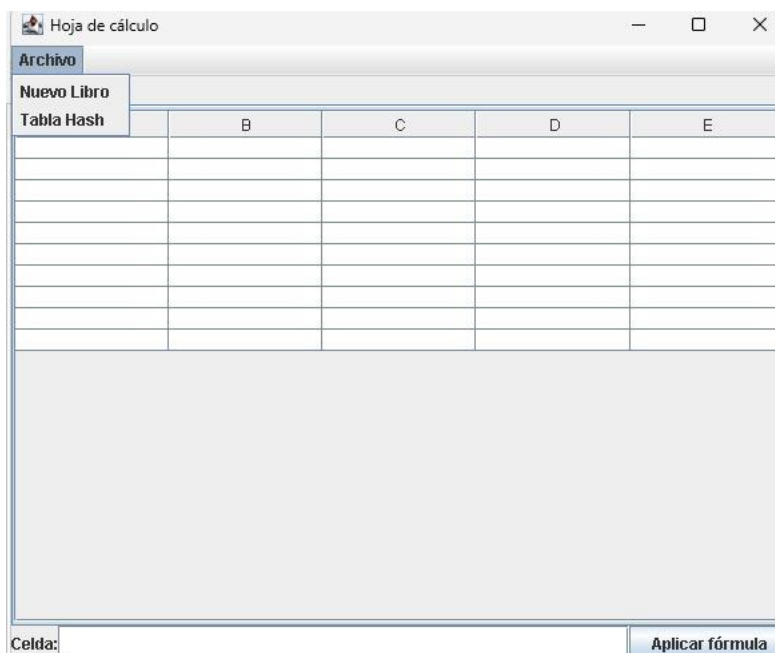 Hoja de cálculo
Archivo
Nuevo Libro
Tabla Hash
B C D E
Celda: Aplicar fórmula